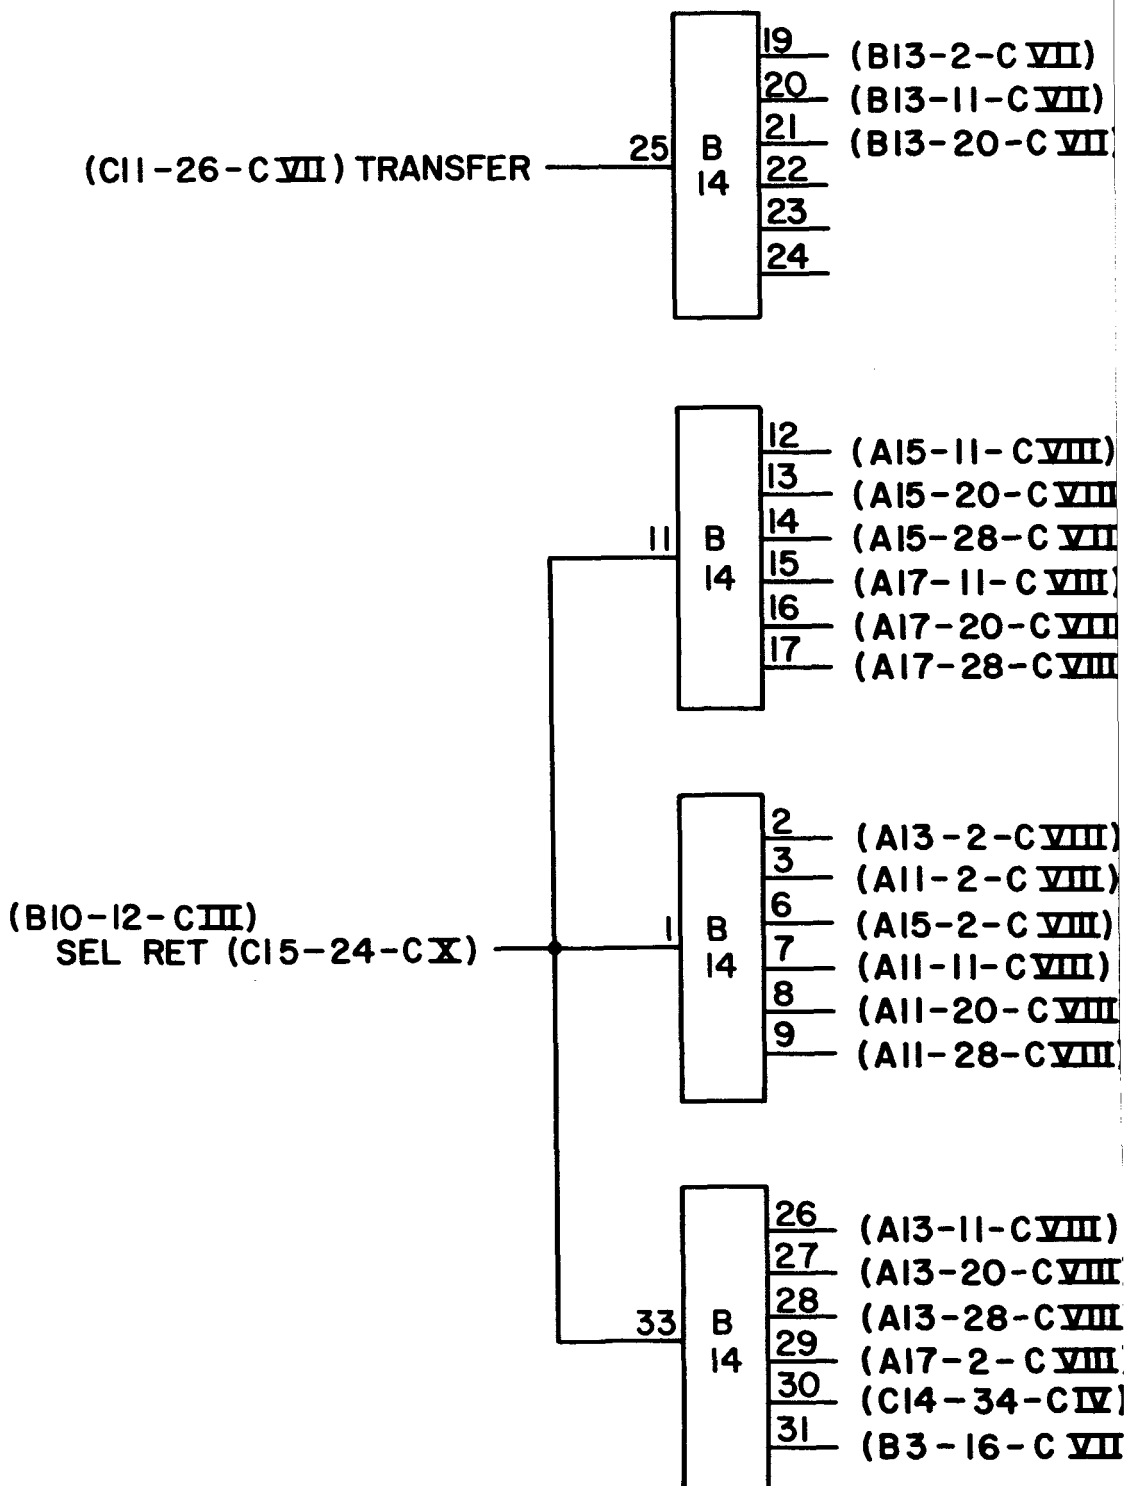 19 (B13-2-C VII)
20 (B13-11-C VII)
21 (B13-20-C VII)
(C11-26-C VII) TRANSFER 25 B
14
22
23
24
12 (A15-11-C VIII)
13 (A15-20-C VIII
14 (A15-28-C VII
11 B
14
15 (A17-11-C VIII)
16 (A17-20-C VIII
17 (A17-28-C VIII
2 (A13-2-C VIII)
3 (A11-2-C VIII)
6 (A15-2-C VIII)
(B10-12-C III)
SEL RET (C15-24-C X) 1 B
14
7 (A11-11-C VIII)
8 (A11-20-C VIII
9 (A11-28-C VIII)
26 (A13-11-C VIII)
27 (A13-20-C VIII
28 (A13-28-C VIII
33 B
14
29 (A17-2-C VIII)
30 (C14-34-C IV)
31 (B3-16-C VII